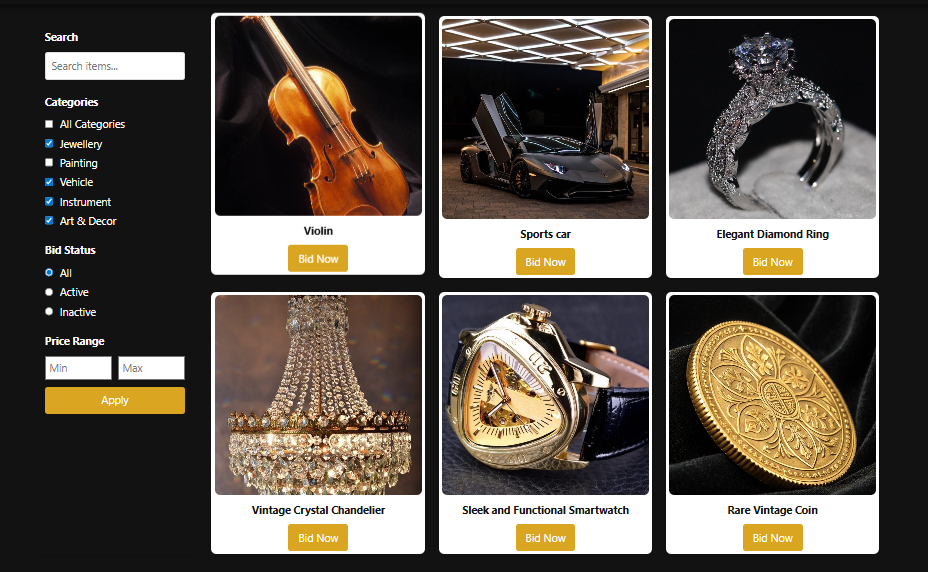 Search
Search items...
Categories
All Categories
Jewellery
Painting
Vehicle
Instrument
Art & Decor
Bid Status
All
Active
Inactive
Price Range
Min Max
Apply
Violin
Bid Now
Sports car
Bid Now
Elegant Diamond Ring
Bid Now
Vintage Crystal Chandelier
Bid Now
Sleek and Functional Smartwatch
Bid Now
Rare Vintage Coin
Bid Now